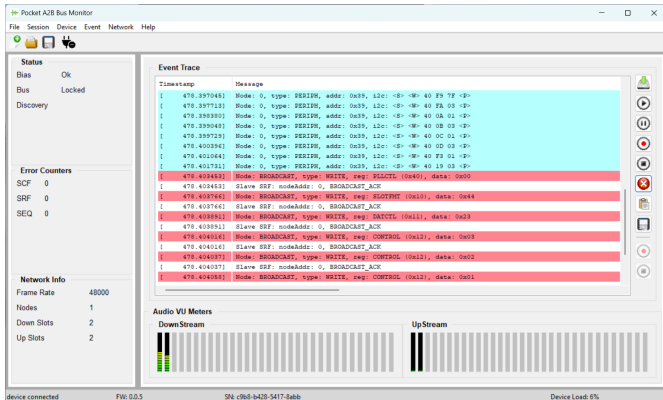 Pocket A2B Bus Monitor
File Session Device Event Network Help
Status
Bias Ok
Bus Locked
Discovery
Error Counters
SCF 0
SRF 0
SEQ 0
Network Info
Frame Rate 48000
Nodes 1
Down Slots 2
Up Slots 2
Event Trace
Timestamp Message
[ 478.397045] Node: 0, type: PERIPH, addr: 0x39, i2c: <S> <W> 40 F9 7F <P>
[ 478.397713] Node: 0, type: PERIPH, addr: 0x39, i2c: <S> <W> 40 FA 03 <P>
[ 478.398380] Node: 0, type: PERIPH, addr: 0x39, i2c: <S> <W> 40 0A 01 <P>
[ 478.399048] Node: 0, type: PERIPH, addr: 0x39, i2c: <S> <W> 40 0B 03 <P>
[ 478.399729] Node: 0, type: PERIPH, addr: 0x39, i2c: <S> <W> 40 0C 01 <P>
[ 478.400396] Node: 0, type: PERIPH, addr: 0x39, i2c: <S> <W> 40 0D 03 <P>
[ 478.401064] Node: 0, type: PERIPH, addr: 0x39, i2c: <S> <W> 40 F3 01 <P>
[ 478.401731] Node: 0, type: PERIPH, addr: 0x39, i2c: <S> <W> 40 19 03 <P>
[ 478.403453] Node: BROADCAST, type: WRITE, reg: PLLCTL (0x40), data: 0x00
[ 478.403453] Slave SRF: nodeAddr: 0, BROADCAST_ACK
[ 478.403766] Node: BROADCAST, type: WRITE, reg: SLOTFMT (0x10), data: 0x44
[ 478.403766] Slave SRF: nodeAddr: 0, BROADCAST_ACK
[ 478.403891] Node: BROADCAST, type: WRITE, reg: DATCTL (0x11), data: 0x23
[ 478.403891] Slave SRF: nodeAddr: 0, BROADCAST_ACK
[ 478.404016] Node: BROADCAST, type: WRITE, reg: CONTROL (0x12), data: 0x03
[ 478.404016] Slave SRF: nodeAddr: 0, BROADCAST_ACK
[ 478.404037] Node: BROADCAST, type: WRITE, reg: CONTROL (0x12), data: 0x02
[ 478.404037] Slave SRF: nodeAddr: 0, BROADCAST_ACK
[ 478.404058] Node: BROADCAST, type: WRITE, reg: CONTROL (0x12), data: 0x01
Audio VU Meters
DownStream
UpStream
device connected FW: 0.0.5 SN: c9b8-b428-5417-8abb Device Load: 6%